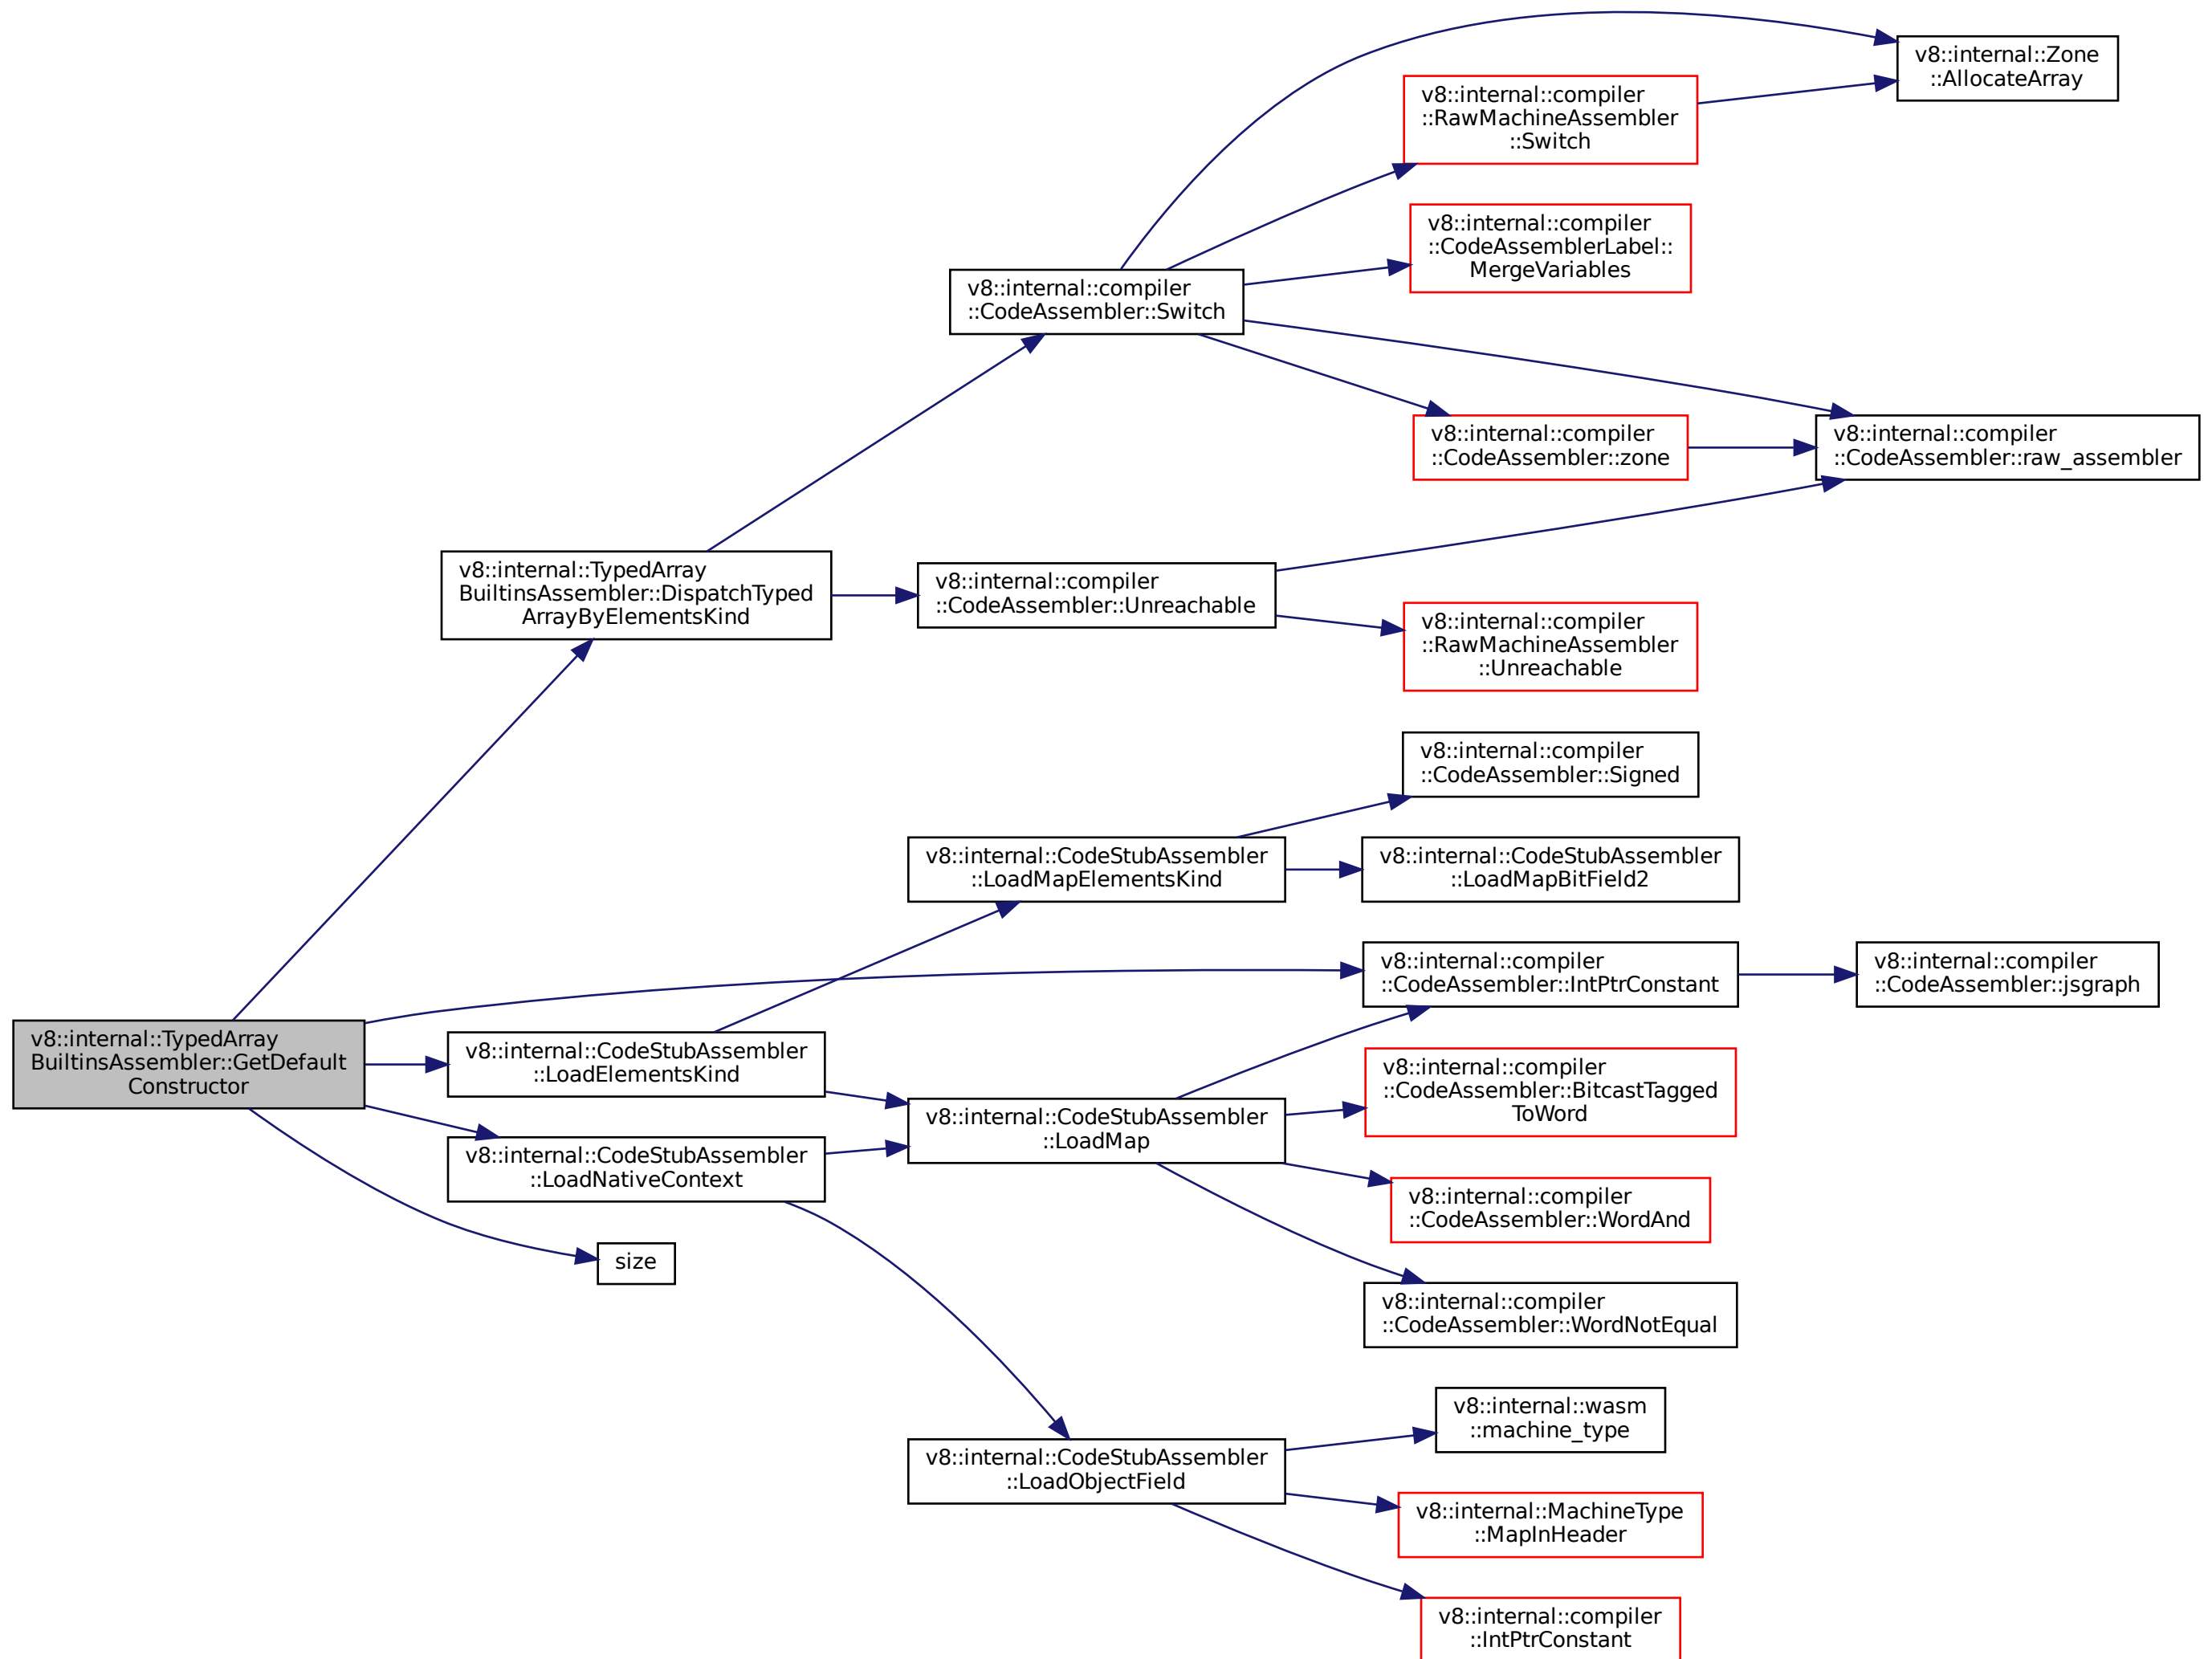 v8::internal::Zone
::AllocateArray
v8::internal::compiler
::RawMachineAssembler
::Switch
v8::internal::compiler
::CodeAssemblerLabel::
MergeVariables
v8::internal::compiler
::CodeAssembler::Switch
v8::internal::compiler
::CodeAssembler::zone
v8::internal::compiler
::CodeAssembler::raw_assembler
v8::internal::TypedArray
BuiltinsAssembler::DispatchTyped
ArrayByElementsKind
v8::internal::compiler
::CodeAssembler::Unreachable
v8::internal::compiler
::RawMachineAssembler
::Unreachable
v8::internal::compiler
::CodeAssembler::Signed
v8::internal::CodeStubAssembler
::LoadMapElementsKind
v8::internal::CodeStubAssembler
::LoadMapBitField2
v8::internal::compiler
::CodeAssembler::IntPtrConstant
v8::internal::compiler
::CodeAssembler::jsgraph
v8::internal::TypedArray
BuiltinsAssembler::GetDefault
Constructor
v8::internal::CodeStubAssembler
::LoadElementsKind
v8::internal::compiler
::CodeAssembler::BitcastTagged
ToWord
v8::internal::CodeStubAssembler
::LoadMap
v8::internal::CodeStubAssembler
::LoadNativeContext
v8::internal::compiler
::CodeAssembler::WordAnd
size
v8::internal::compiler
::CodeAssembler::WordNotEqual
v8::internal::wasm
::machine_type
v8::internal::CodeStubAssembler
::LoadObjectField
v8::internal::MachineType
::MapInHeader
v8::internal::compiler
::IntPtrConstant